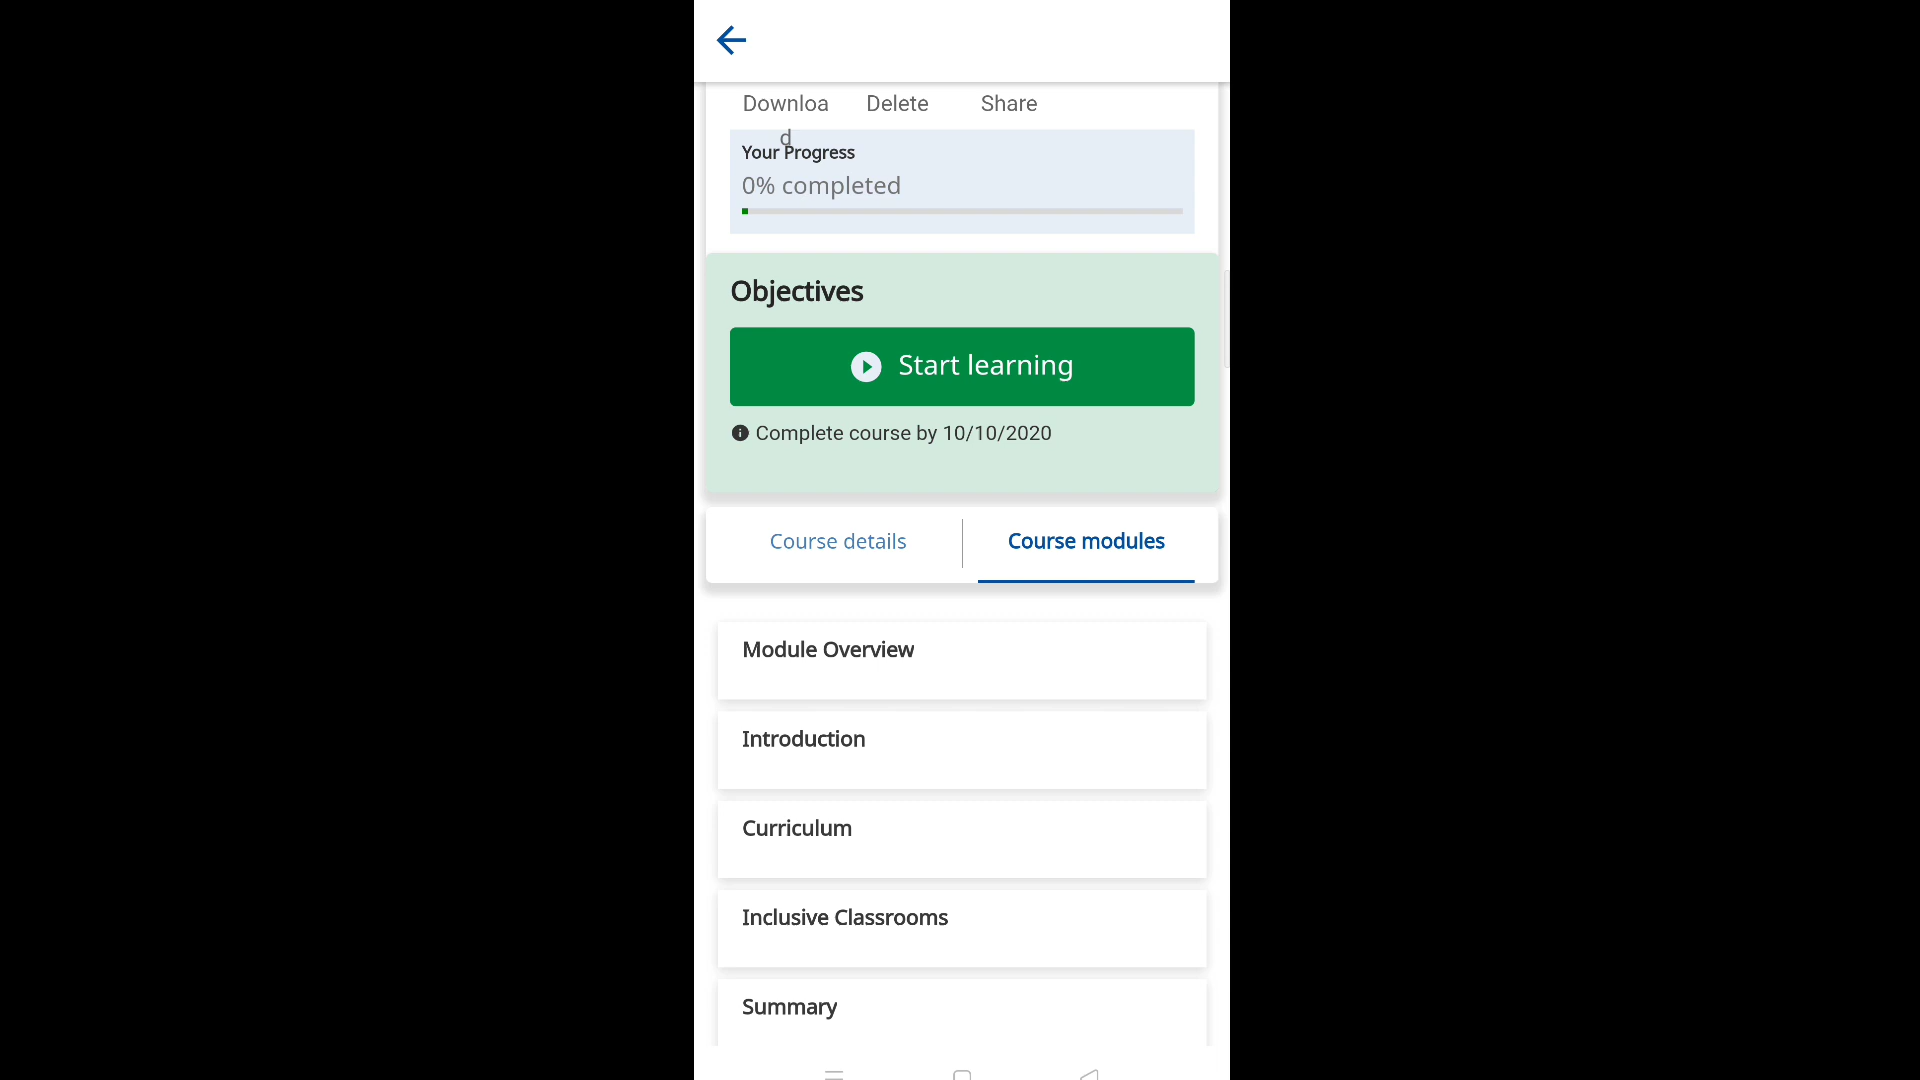 Downloa
d
Delete
Share
Your Progress
0% completed
Objectives
Start learning
Complete course by 10/10/2020
Course details
Course modules
Module Overview
Introduction
Curriculum
Inclusive Classrooms
Summary